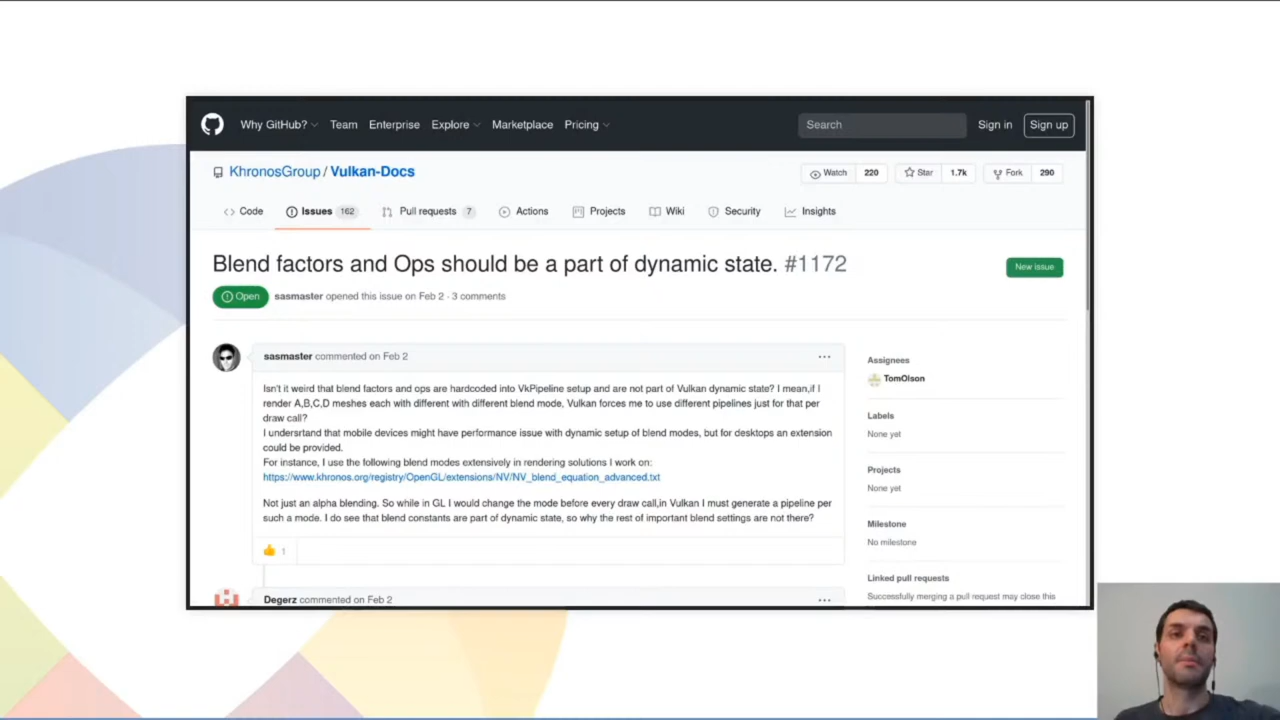 Why GitHub? Team Enterprise Explore Marketplace Pricing Search Sign in Sign up
KhronosGroup / Vulkan-Docs Watch 220 Star 1.7k Fork 290
Code Issues 162 Pull requests 7 Actions Projects Wiki Security Insights
Blend factors and Ops should be a part of dynamic state. #1172
New issue
Open sasmaster opened this issue on Feb 2 · 3 comments
sasmaster commented on Feb 2
Isn't it weird that blend factors and ops are hardcoded into VkPipeline setup and are not part of Vulkan dynamic state? I mean,if I
render A,B,C,D meshes each with different with different blend mode, Vulkan forces me to use different pipelines just for that per
draw call?
I undersrtand that mobile devices might have performance issue with dynamic setup of blend modes, but for desktops an extension
could be provided.
For instance, I use the following blend modes extensively in rendering solutions I work on:
https://www.khronos.org/registry/OpenGL/extensions/NV/NV_blend_equation_advanced.txt
Not just an alpha blending. So while in GL I would change the mode before every draw call,in Vulkan I must generate a pipeline per
such a mode. I do see that blend constants are part of dynamic state, so why the rest of important blend settings are not there?
1
Degerz commented on Feb 2
Assignees
TomOlson
Labels
None yet
Projects
None yet
Milestone
No milestone
Linked pull requests
Successfully merging a pull request may close this